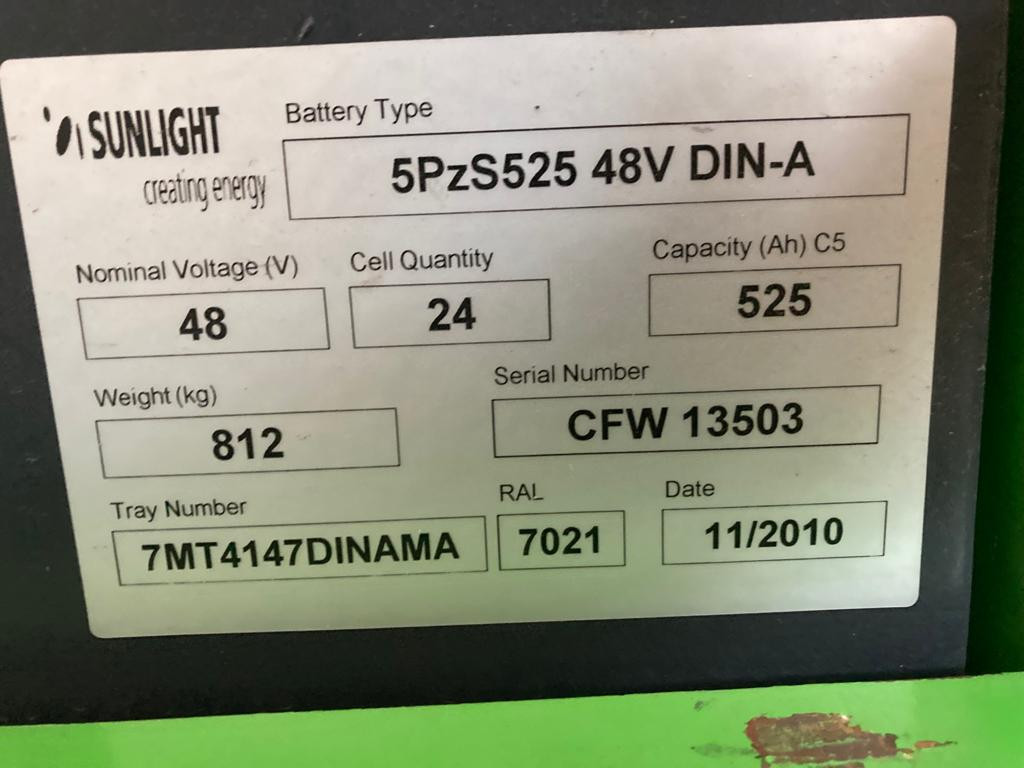 SUNLIGHT
creating energy
Battery Type
5PzS525 48V DIN-A
Nominal Voltage (V)
Cell Quantity
Capacity (Ah) C5
48
24
525
Weight (kg)
Serial Number
812
CFW 13503
Tray Number
RAL
Date
7MT4147DINAMA
7021
11/2010